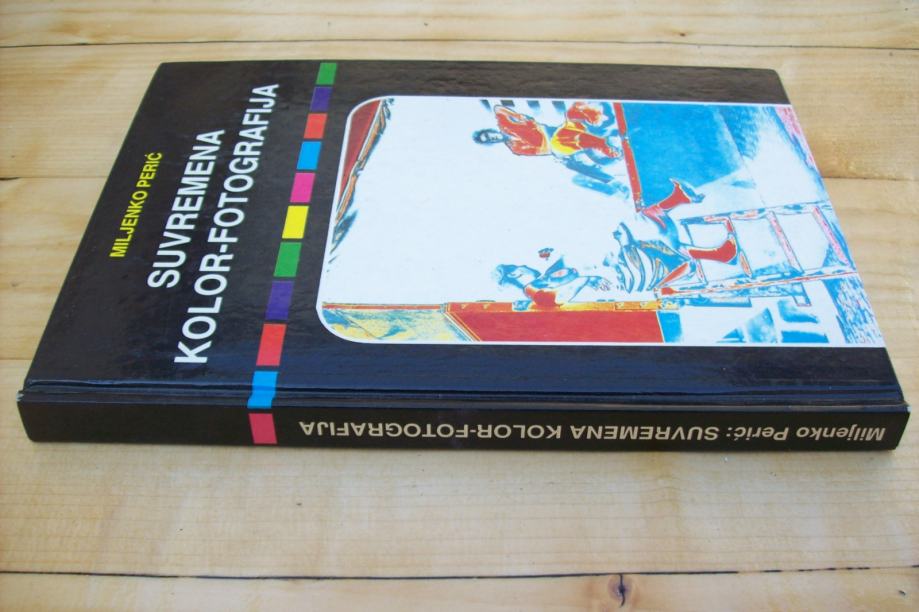 MILJENKO PERIĆ
SUVREMENA
KOLOR-FOTOGRAFIJA
Miljenko Perić: SUVREMENA KOLOR-FOTOGRAFIJA